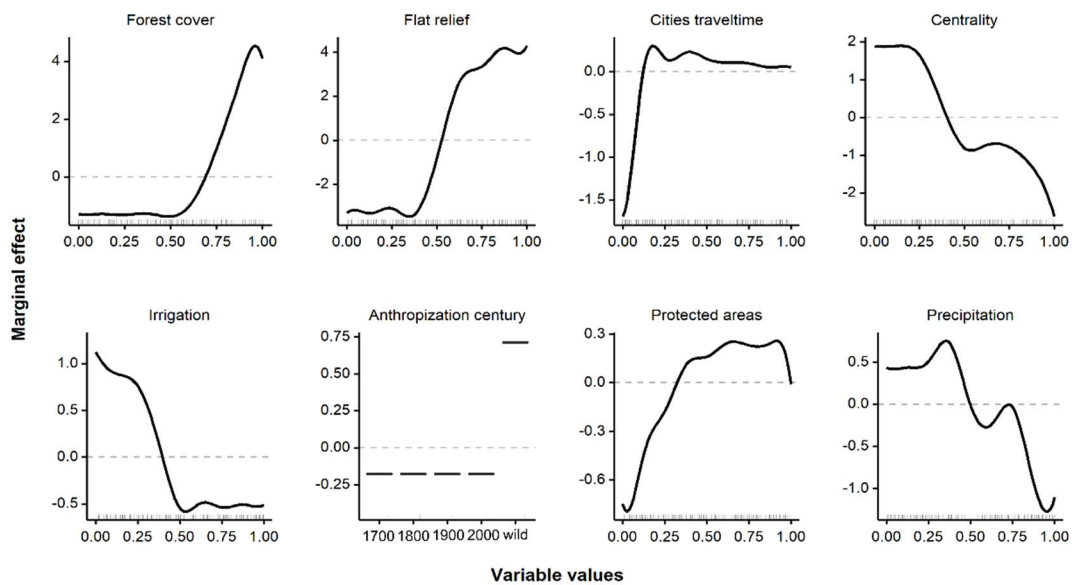 Forest cover
Flat relief
Cities traveltime
Centrality
4
2
0
0.00 0.25 0.50 0.75 1.00
4
2
0
-2
0.00 0.25 0.50 0.75 1.00
0.0
-0.5
-1.0
-1.5
0.00 0.25 0.50 0.75 1.00
2
1
0
-1
-2
0.00 0.25 0.50 0.75 1.00
Marginal effect
Irrigation
Anthropization century
Protected areas
Precipitation
1.0
0.5
0.0
-0.5
0.00 0.25 0.50 0.75 1.00
0.75
0.50
0.25
0.00
-0.25
1700 1800 1900 2000 wild
0.3
0.0
-0.3
-0.6
0.00 0.25 0.50 0.75 1.00
0.5
0.0
-0.5
-1.0
0.00 0.25 0.50 0.75 1.00
Variable values